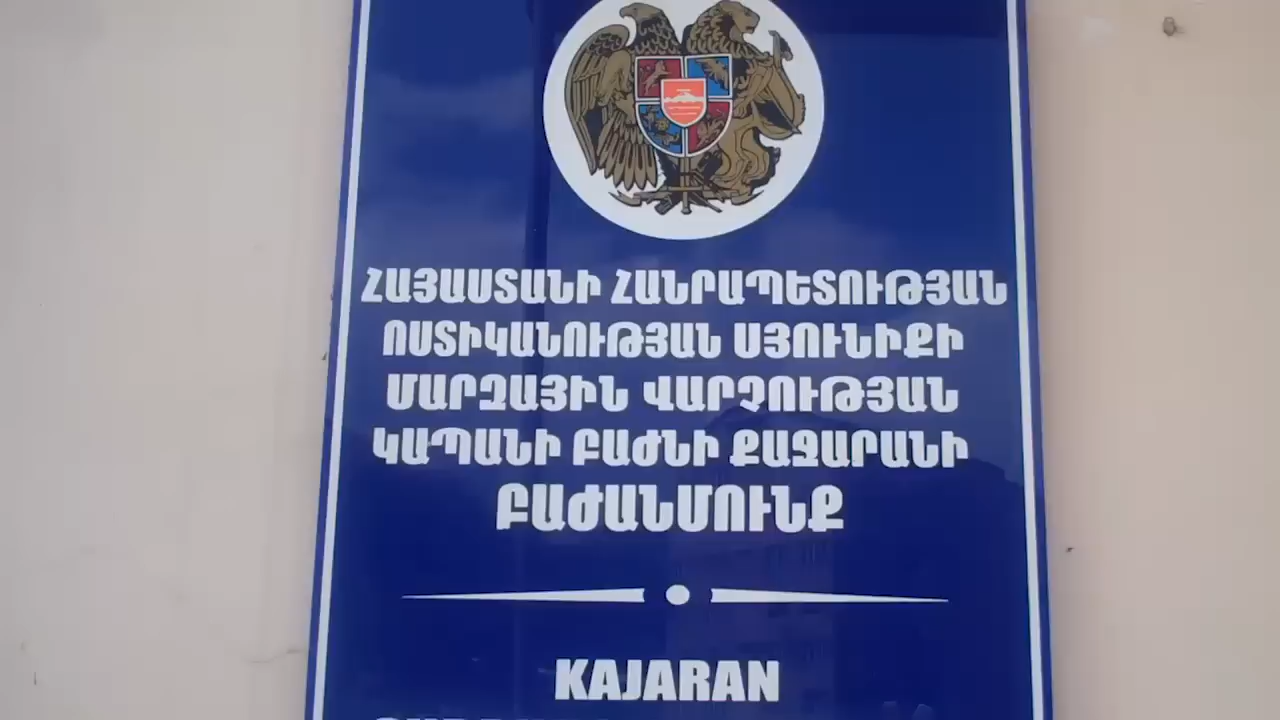 ՀԱՅԱՍՏԱՆԻ ՀԱՆՐԱՊԵՏՈՒԹՅԱՆ
ՈՍՏԻԿԱՆՈՒԹՅԱՆ ՍՅՈՒՆԻՔԻ
ՄԱՐԶԱՅԻՆ ՎԱՐՉՈՒԹՅԱՆ
ԿԱՊԱՆԻ ԲԱԺՆԻ ՔԱՋԱՐԱՆԻ
ԲԱԺԱՆՄՈՒՆՔ
KAJARAN